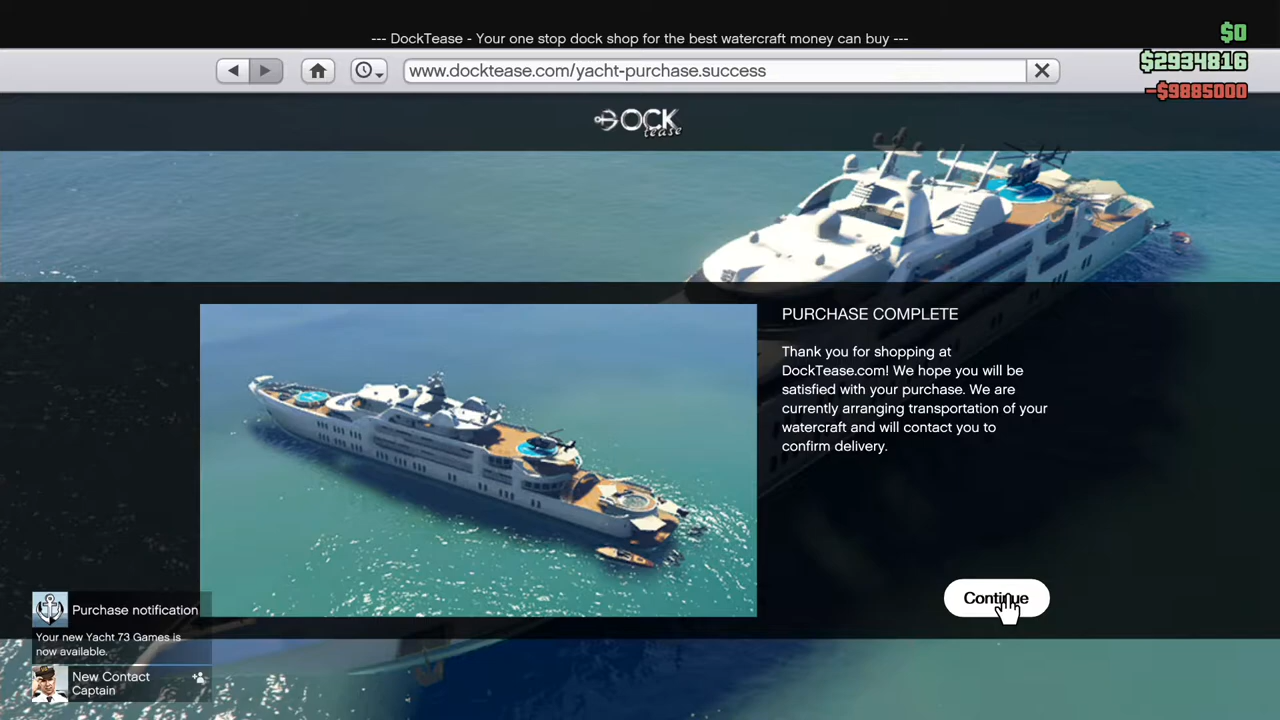 --- DockTease - Your one stop dock shop for the best watercraft money can buy ---
$0
www.docktease.com/yacht-purchase.success
$2934816
-$9885000
DOCK
tease
PURCHASE COMPLETE
Thank you for shopping at
DockTease.com! We hope you will be
satisfied with your purchase. We are
currently arranging transportation of your
watercraft and will contact you to
confirm delivery.
Continue
Purchase notification
Your new Yacht 73 Games is
now available.
New Contact
Captain